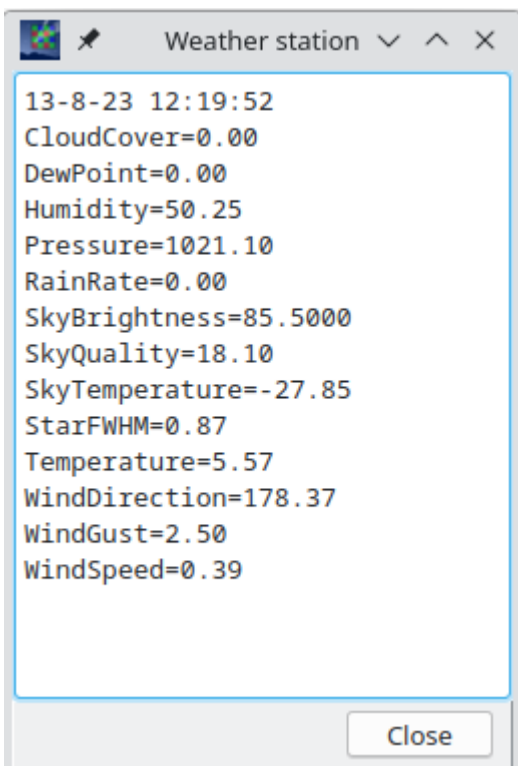 Weather station
13-8-23 12:19:52
CloudCover=0.00
DewPoint=0.00
Humidity=50.25
Pressure=1021.10
RainRate=0.00
SkyBrightness=85.5000
SkyQuality=18.10
SkyTemperature=-27.85
StarFWHM=0.87
Temperature=5.57
WindDirection=178.37
WindGust=2.50
WindSpeed=0.39
Close